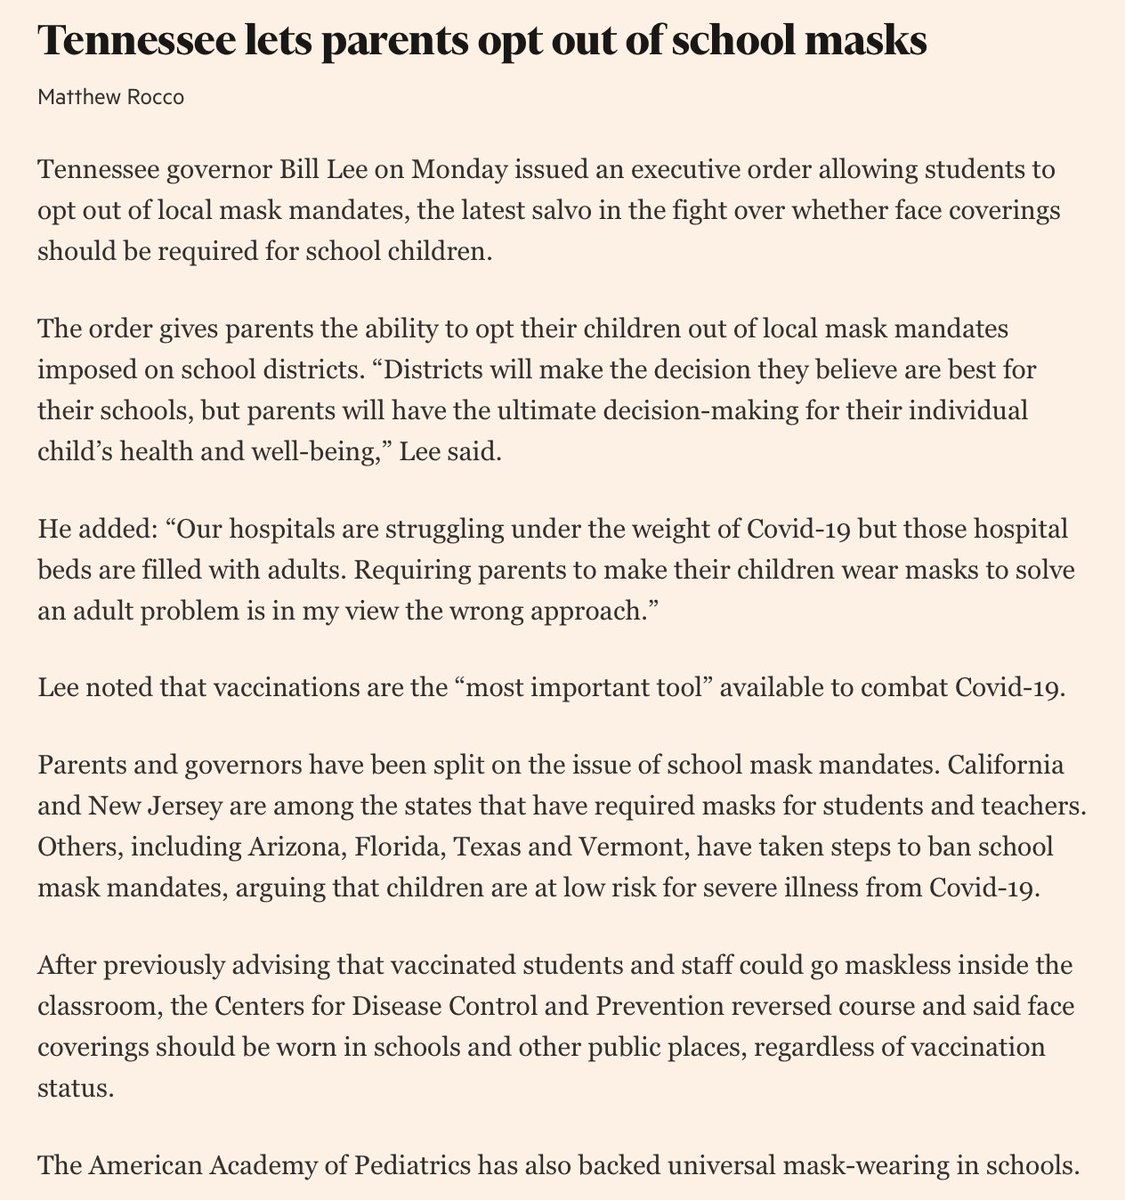 Tennessee lets parents opt out of school masks
Matthew Rocco
Tennessee governor Bill Lee on Monday issued an executive order allowing students to
opt out of local mask mandates, the latest salvo in the fight over whether face coverings
should be required for school children.
The order gives parents the ability to opt their children out of local mask mandates
imposed on school districts. “Districts will make the decision they believe are best for
their schools, but parents will have the ultimate decision-making for their individual
child’s health and well-being,” Lee said.
He added: “Our hospitals are struggling under the weight of Covid-19 but those hospital
beds are filled with adults. Requiring parents to make their children wear masks to solve
an adult problem is in my view the wrong approach.”
Lee noted that vaccinations are the “most important tool” available to combat Covid-19.
Parents and governors have been split on the issue of school mask mandates. California
and New Jersey are among the states that have required masks for students and teachers.
Others, including Arizona, Florida, Texas and Vermont, have taken steps to ban school
mask mandates, arguing that children are at low risk for severe illness from Covid-19.
After previously advising that vaccinated students and staff could go maskless inside the
classroom, the Centers for Disease Control and Prevention reversed course and said face
coverings should be worn in schools and other public places, regardless of vaccination
status.
The American Academy of Pediatrics has also backed universal mask-wearing in schools.